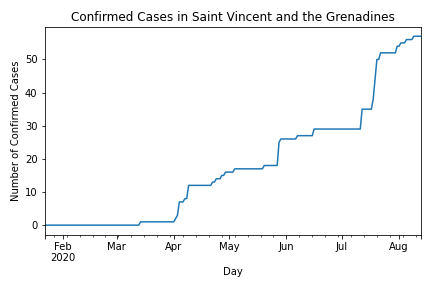 Confirmed Cases in Saint Vincent and the Grenadines
Number of Confirmed Cases
50
40
30
20
10
0
Feb Mar Apr May Jun Jul Aug
2020
Day